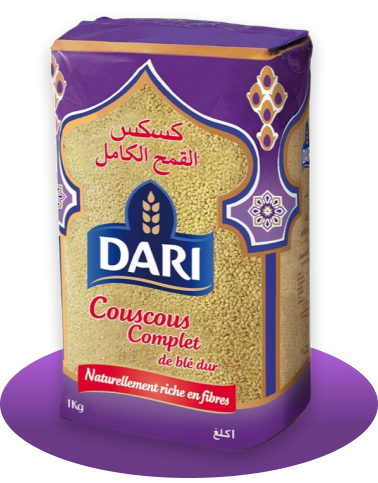 كسكس
القمح الكامل
DARI
Couscous
Complet
de blé dur
Naturellement riche en fibres
1Kg
1كلغ